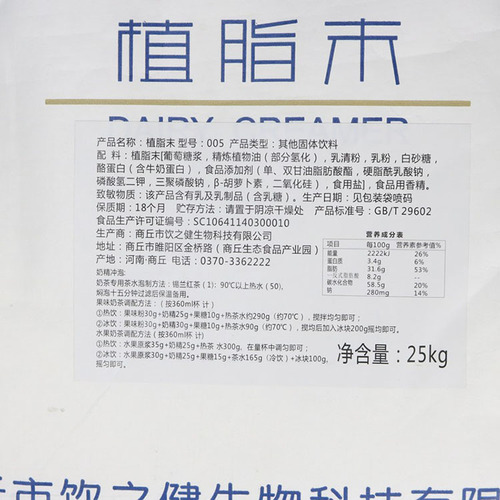 植脂末
DAIRY CREAMER
产品名称：植脂末 型号：005 产品类型：其他固体饮料
配 料：植脂末[葡萄糖浆，精炼植物油（部分氢化），乳清粉，乳粉，白砂糖，
酪蛋白（含牛奶蛋白），食品添加剂（单、双甘油脂肪酸酯，硬脂酰乳酸钠，
磷酸氢二钾，三聚磷酸钠，β-胡萝卜素，二氧化硅），食用盐]，食品用香精。
致敏物质：该产品含有乳及乳制品（含乳糖）。生产日期：见包装袋喷码
保质期：18个月 贮存方法：请置于阴凉干燥处 产品标准号：GB/T 29602
食品生产许可证编号：SC10641140300010
公司名称：商丘市饮之健生物科技有限公司
地址：商丘市睢阳区金桥路（商丘生态食品产业园）
产地：河南·商丘 电话：0370-3362222
营养成分表
项目 每100g 营养素参考值%
能量 2222kJ 26%
蛋白质 3.4g 6%
脂肪 31.6g 53%
—反式脂肪酸 8.2g --
碳水化合物 58.5g 20%
钠 280mg 14%
奶精冲泡:
奶茶专用茶水泡制方法：锡兰红茶（1）：90℃以上热水（50),
焖泡十五分钟过滤后保温备用。
果味奶茶调配方法：（按360ml杯 计）
①热饮：果味粉30g+奶精25g+果糖10g+热茶水约290g（约70℃），搅拌均匀即可;
②冰饮：果味粉30g+奶精30g+果糖10g+热茶水90g（约70℃），搅均后加入冰块200g摇均即可;
水果奶茶调配方法（按360ml杯计）
①热饮：水果原浆35g+奶精25g+热茶 水300g，在量杯中调匀即可;
②冰饮：水果原浆30g+奶精25g+果糖15g+茶水165g（冷饮）+冰块100g,
摇匀即可。
净含量：25kg
市饮之健生物科技有限